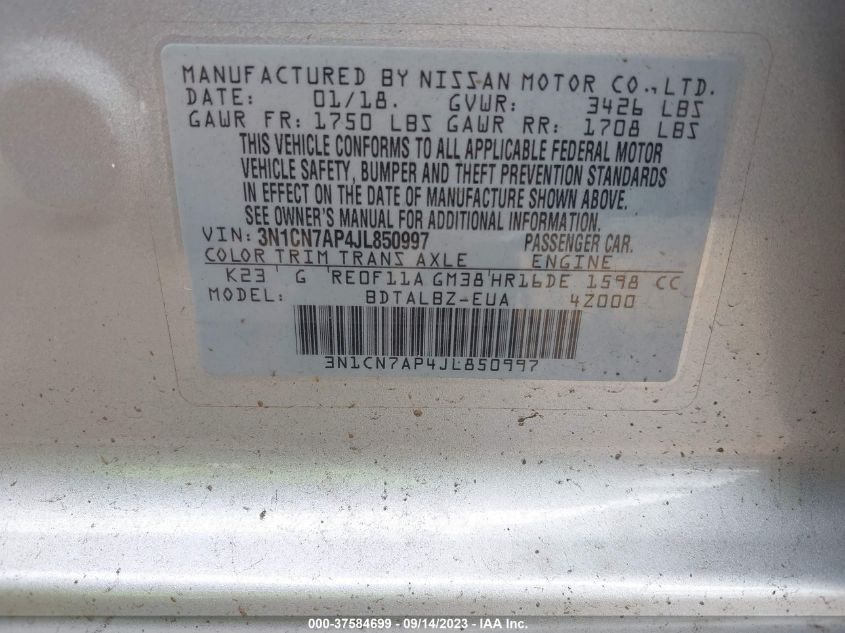 MANUFACTURED BY NISSAN MOTOR CO., LTD.
DATE: 01/18. GVWR: 3426 LBS
GAWR FR: 1750 LBS GAWR RR: 1708 LBS
THIS VEHICLE CONFORMS TO ALL APPLICABLE FEDERAL MOTOR
VEHICLE SAFETY, BUMPER AND THEFT PREVENTION STANDARDS
IN EFFECT ON THE DATE OF MANUFACTURE SHOWN ABOVE.
SEE OWNER'S MANUAL FOR ADDITIONAL INFORMATION.
VIN: 3N1CN7AP4JL850997 PASSENGER CAR.
COLOR TRIM TRANS AXLE ENGINE
K23 G RE0F11A GM38 HR16DE 1598 CC
MODEL: BDTALBZ-EUA 4Z000
3N1CN7AP4JL850997
000-37584699 - 09/14/2023 - © IAA, Inc.